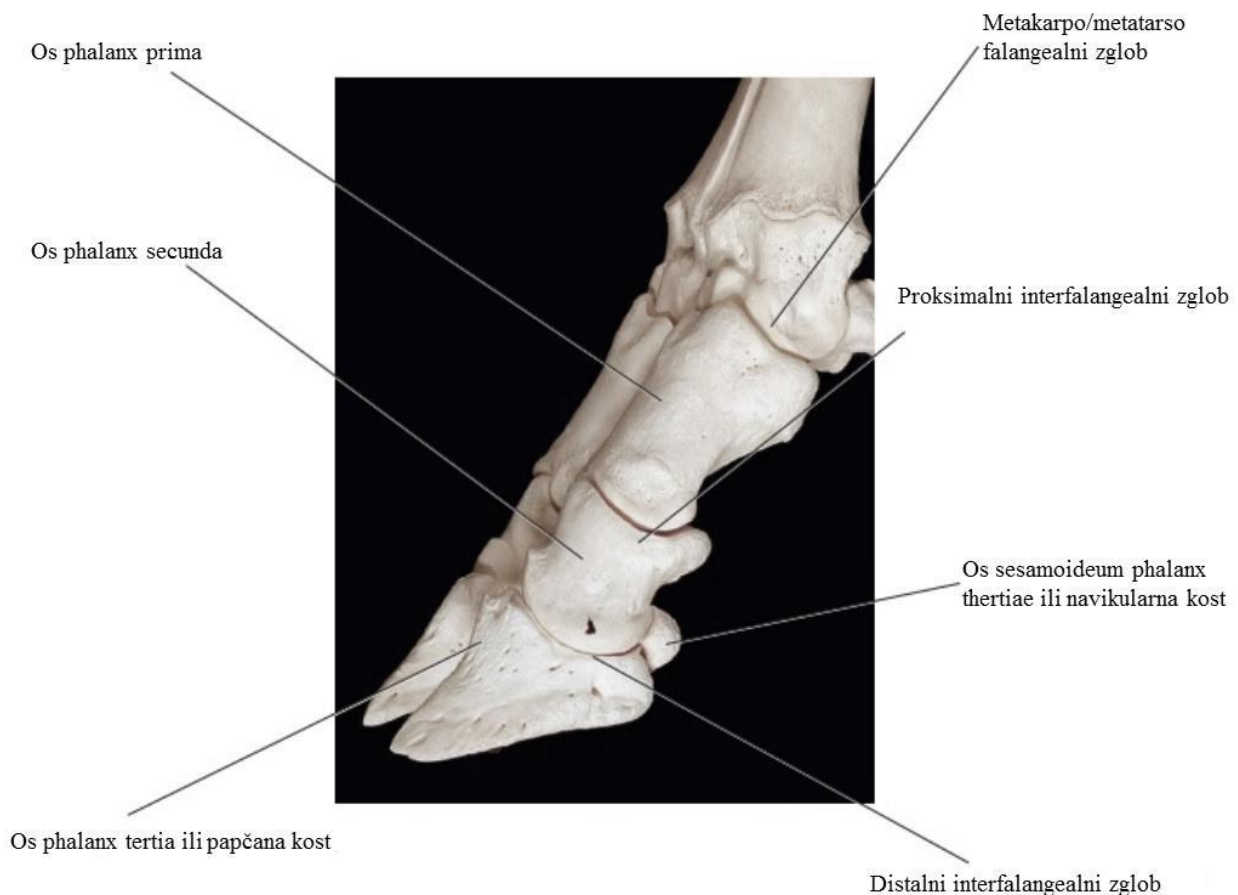 Metakarpo/metatarso
falangealni zglob
Os phalanx prima
Os phalanx secunda
Proksimalni interfalangealni zglob
Os sesamoideum phalanx
thertiae ili navikularna kost
Os phalanx tertia ili papčana kost
Distalni interfalangealni zglob